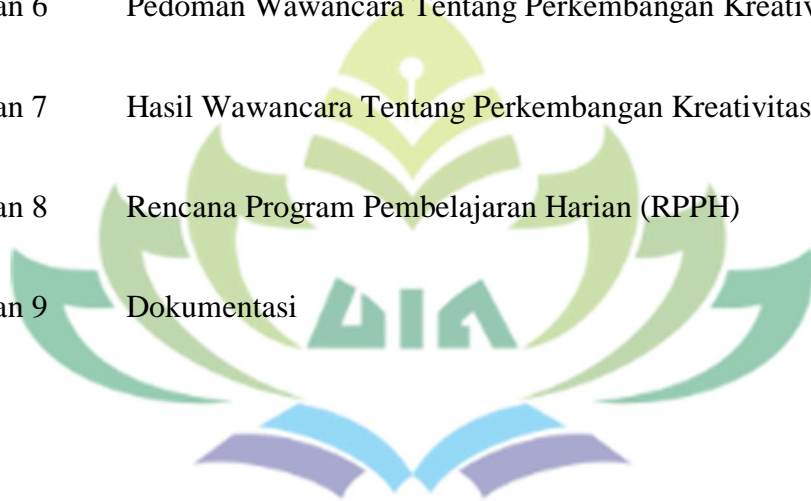 an 6 Pedoman Wawancara Tentang Perkembangan Kreativ
an 7 Hasil Wawancara Tentang Perkembangan Kreativitas
an 8 Rencana Program Pembelajaran Harian (RPPH)
an 9 Dokumentasi
UIN